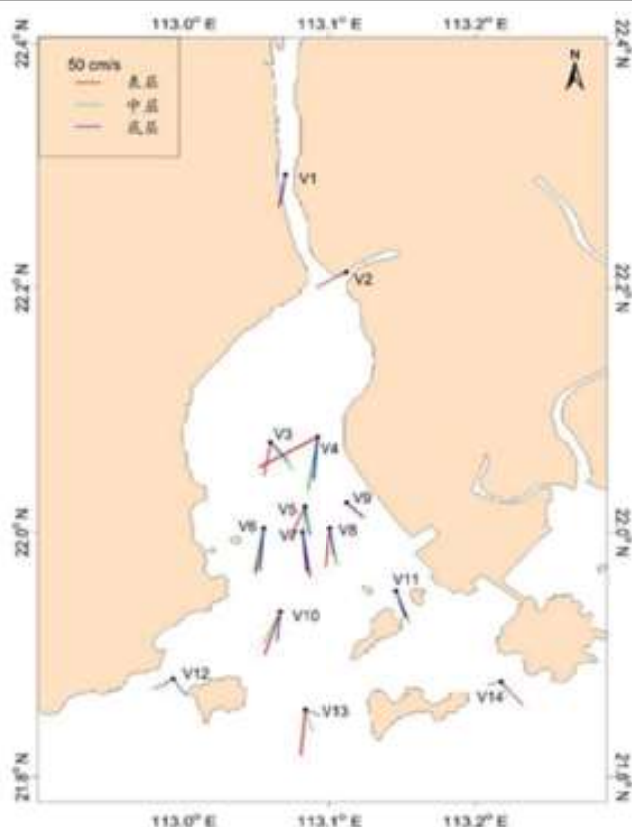 113.0° E 113.1° E 113.2° E
22.4° N 22.4° N
50 cm/s
表层
中层
底层
N
V1
V2
22.2° N 22.2° N
V3
V4
V9
V5
V6 V7 V8
22.0° N 22.0° N
V11
V10
V12
V14
V13
21.8° N 21.8° N
113.0° E 113.1° E 113.2° E